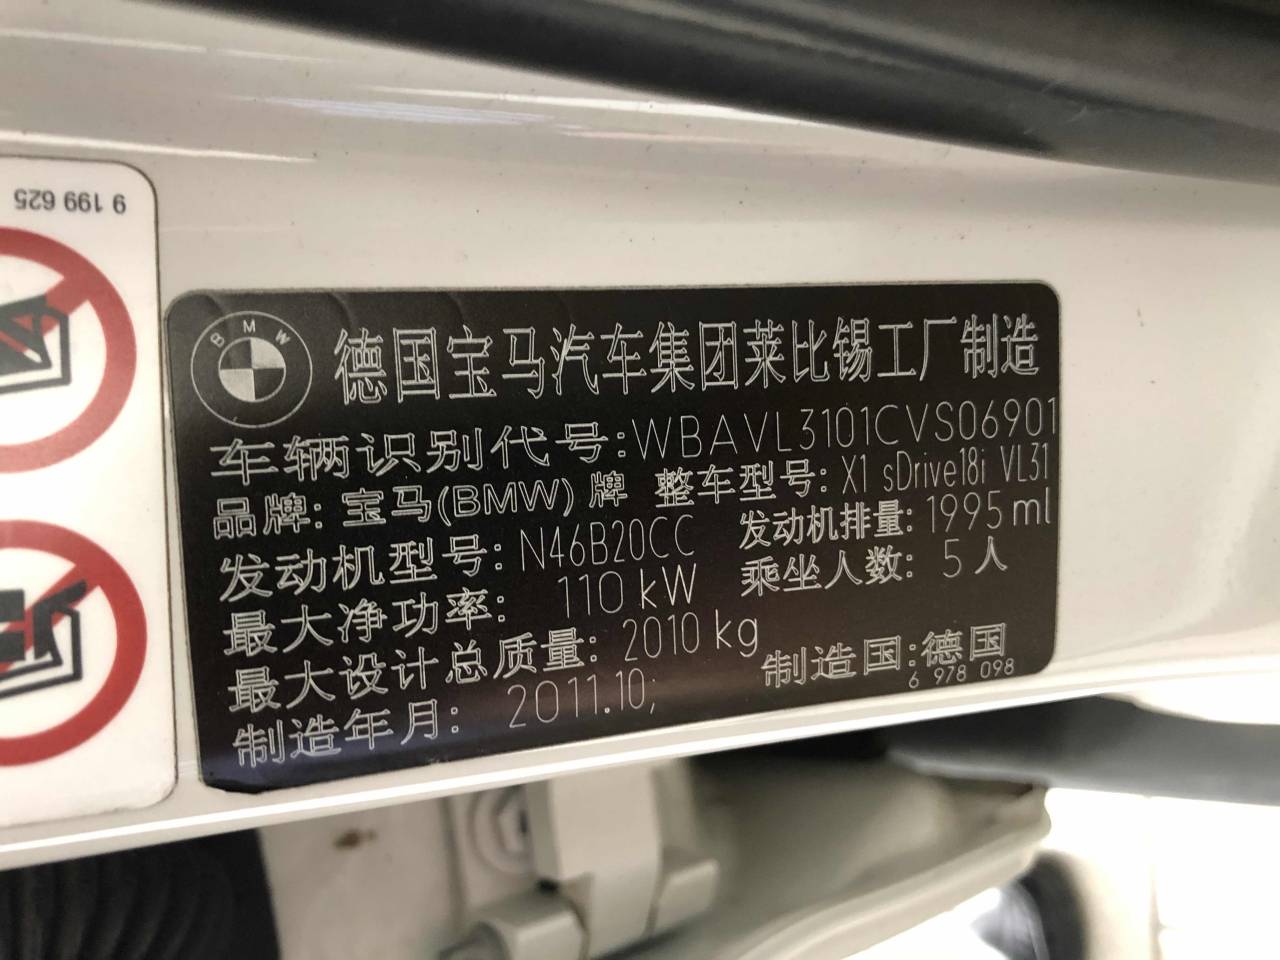 9 199 625
BMW
德国宝马汽车集团莱比锡工厂制造
车辆识别代号:WBAVL3101CVS06901
品牌: 宝马(BMW)牌 整车型号: X1 sDrive18i VL31
发动机型号: N46B20CC 发动机排量: 1995 ml
最大净功率: 110 kW 乘坐人数: 5 人
最大设计总质量: 2010 kg
制造年月: 2011.10; 制造国:德国
6 978 098